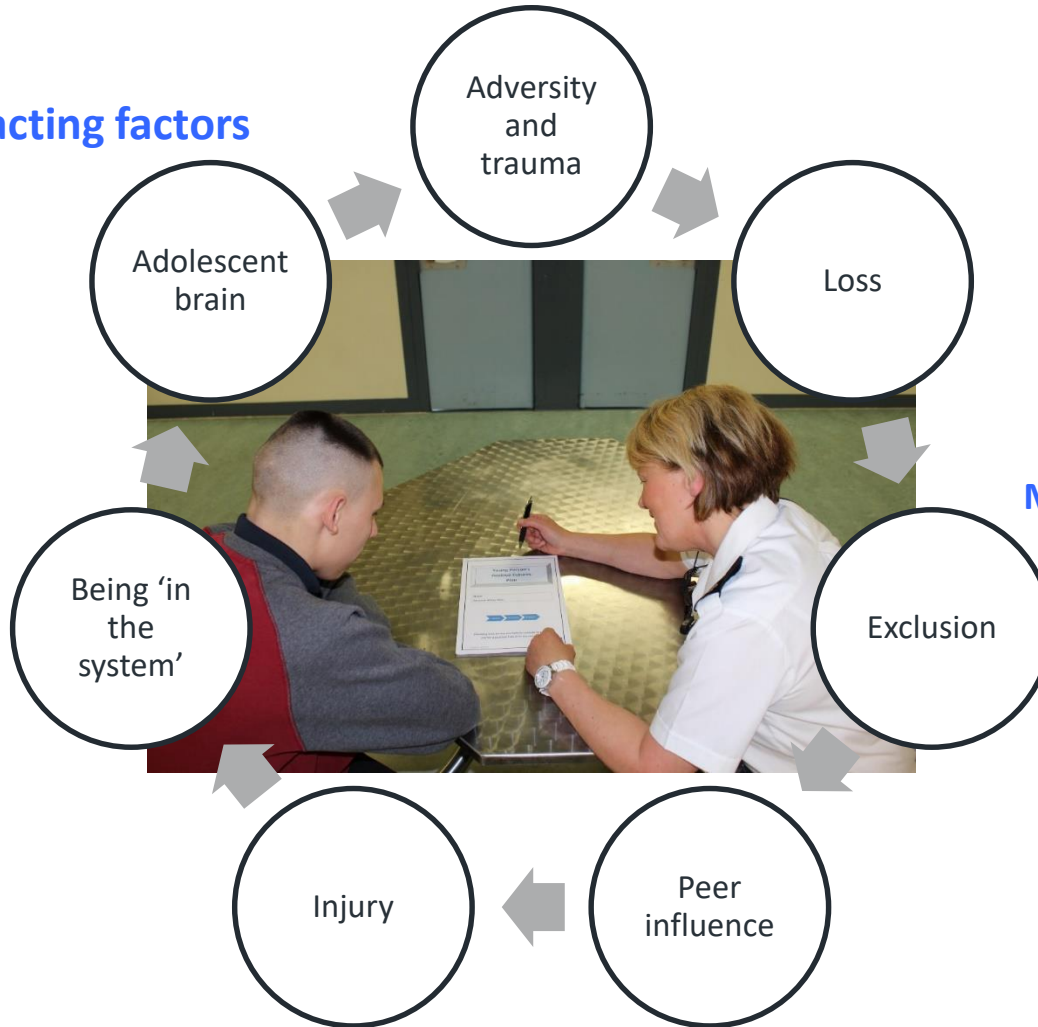 acting factors
Adversity
and
trauma
Adolescent
brain
Loss
Being ‘in
the
system’
Exclusion
Injury
Peer
influence